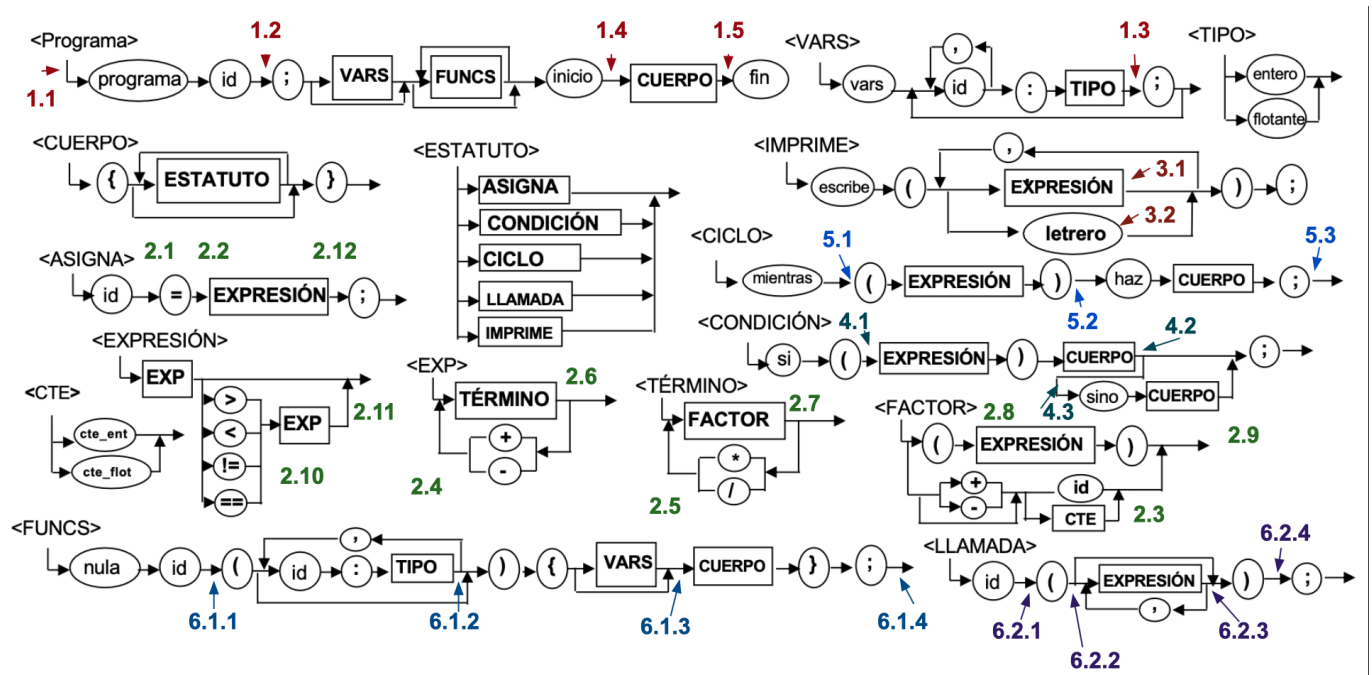 <Programa> 1.2 1.4 1.5
1.1 programa id ; VARS FUNCS inicio CUERPO fin
<VARS> , 1.3
vars id : TIPO ;
<TIPO>
entero
flotante
<CUERPO>
{ ESTATUTO }
<ESTATUTO>
ASIGNA
CONDICIÓN
CICLO
LLAMADA
IMPRIME
<IMPRIME> ,
escribe ( EXPRESIÓN 3.1 ) ;
3.2
letrero
<ASIGNA> 2.1 2.2 2.12
id = EXPRESIÓN ;
<CICLO> 5.1 5.3
mientras ( EXPRESIÓN ) haz CUERPO ;
5.2
<CONDICIÓN> 4.1 4.2
si ( EXPRESIÓN ) CUERPO ;
4.3 sino CUERPO
<EXPRESIÓN>
EXP
>
< EXP 2.11
!= 2.10
==
<CTE>
cte_ent
cte_flot
<EXP> 2.6
TÉRMINO
+
-
2.4
<TÉRMINO>
FACTOR 2.7
*
/
2.5
<FACTOR> 2.8
( EXPRESIÓN ) 2.9
+ id
- CTE 2.3
<FUNCS> ,
nula id ( id : TIPO ) { VARS CUERPO } ;
6.1.1 6.1.2 6.1.3 6.1.4
<LLAMADA> 6.2.4
id ( EXPRESIÓN ) ;
,
6.2.1 6.2.3
6.2.2